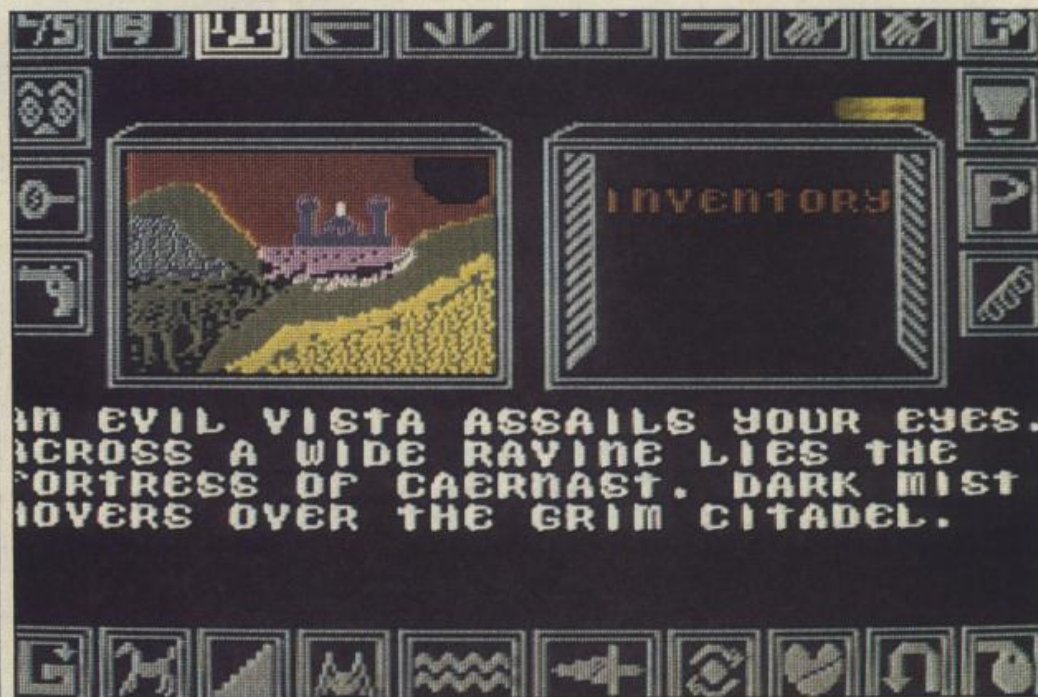 INVENTORY
P
AN EVIL VISTA ASSAILS YOUR EYES.
ACROSS A WIDE RAVINE LIES THE
FORTRESS OF CAERNAST. DARK MIST
HOVERS OVER THE GRIM CITADEL.